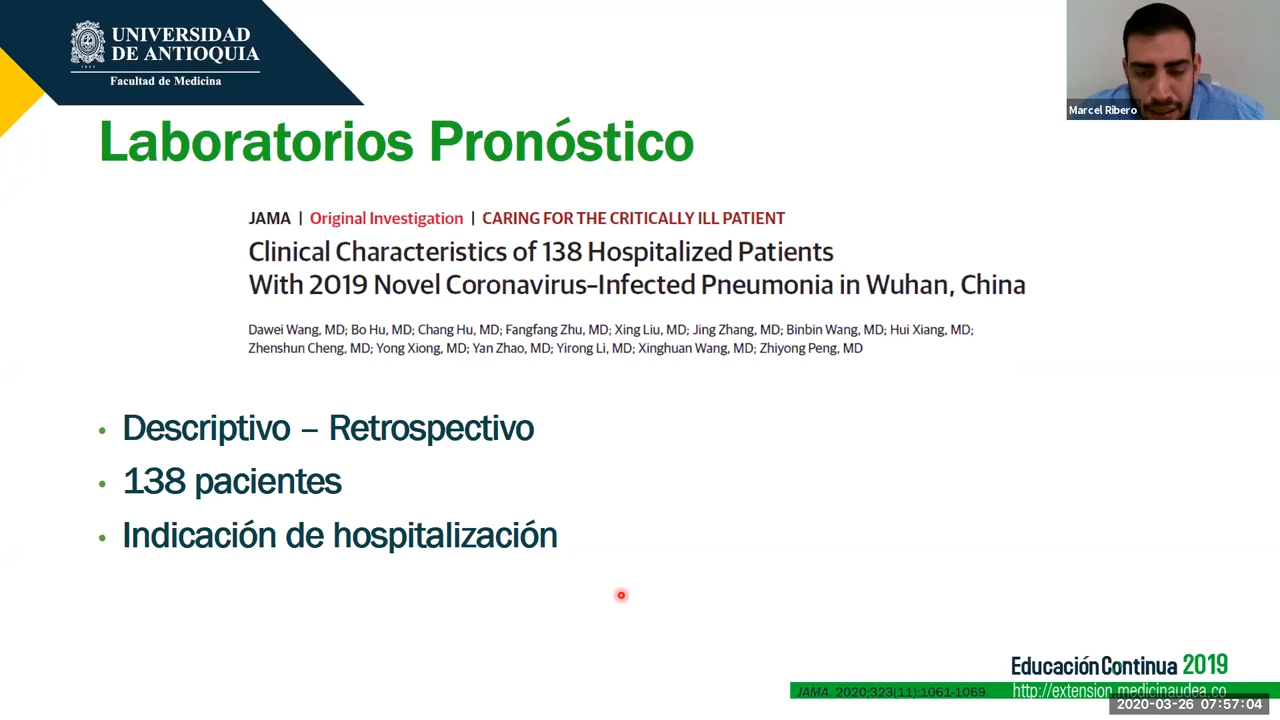 UNIVERSIDAD
DE ANTIOQUIA
1803
Facultad de Medicina
Marcel Ribero
Laboratorios Pronóstico
JAMA | Original Investigation | CARING FOR THE CRITICALLY ILL PATIENT
Clinical Characteristics of 138 Hospitalized Patients
With 2019 Novel Coronavirus–Infected Pneumonia in Wuhan, China
Dawei Wang, MD; Bo Hu, MD; Chang Hu, MD; Fangfang Zhu, MD; Xing Liu, MD; Jing Zhang, MD; Binbin Wang, MD; Hui Xiang, MD;
Zhenshun Cheng, MD; Yong Xiong, MD; Yan Zhao, MD; Yirong Li, MD; Xinghuan Wang, MD; Zhiyong Peng, MD
• Descriptivo – Retrospectivo
• 138 pacientes
• Indicación de hospitalización
Educación Continua 2019
JAMA. 2020;323(11):1061-1069.
http://extension.medicinaudea.co
2020-03-26 07:57:04